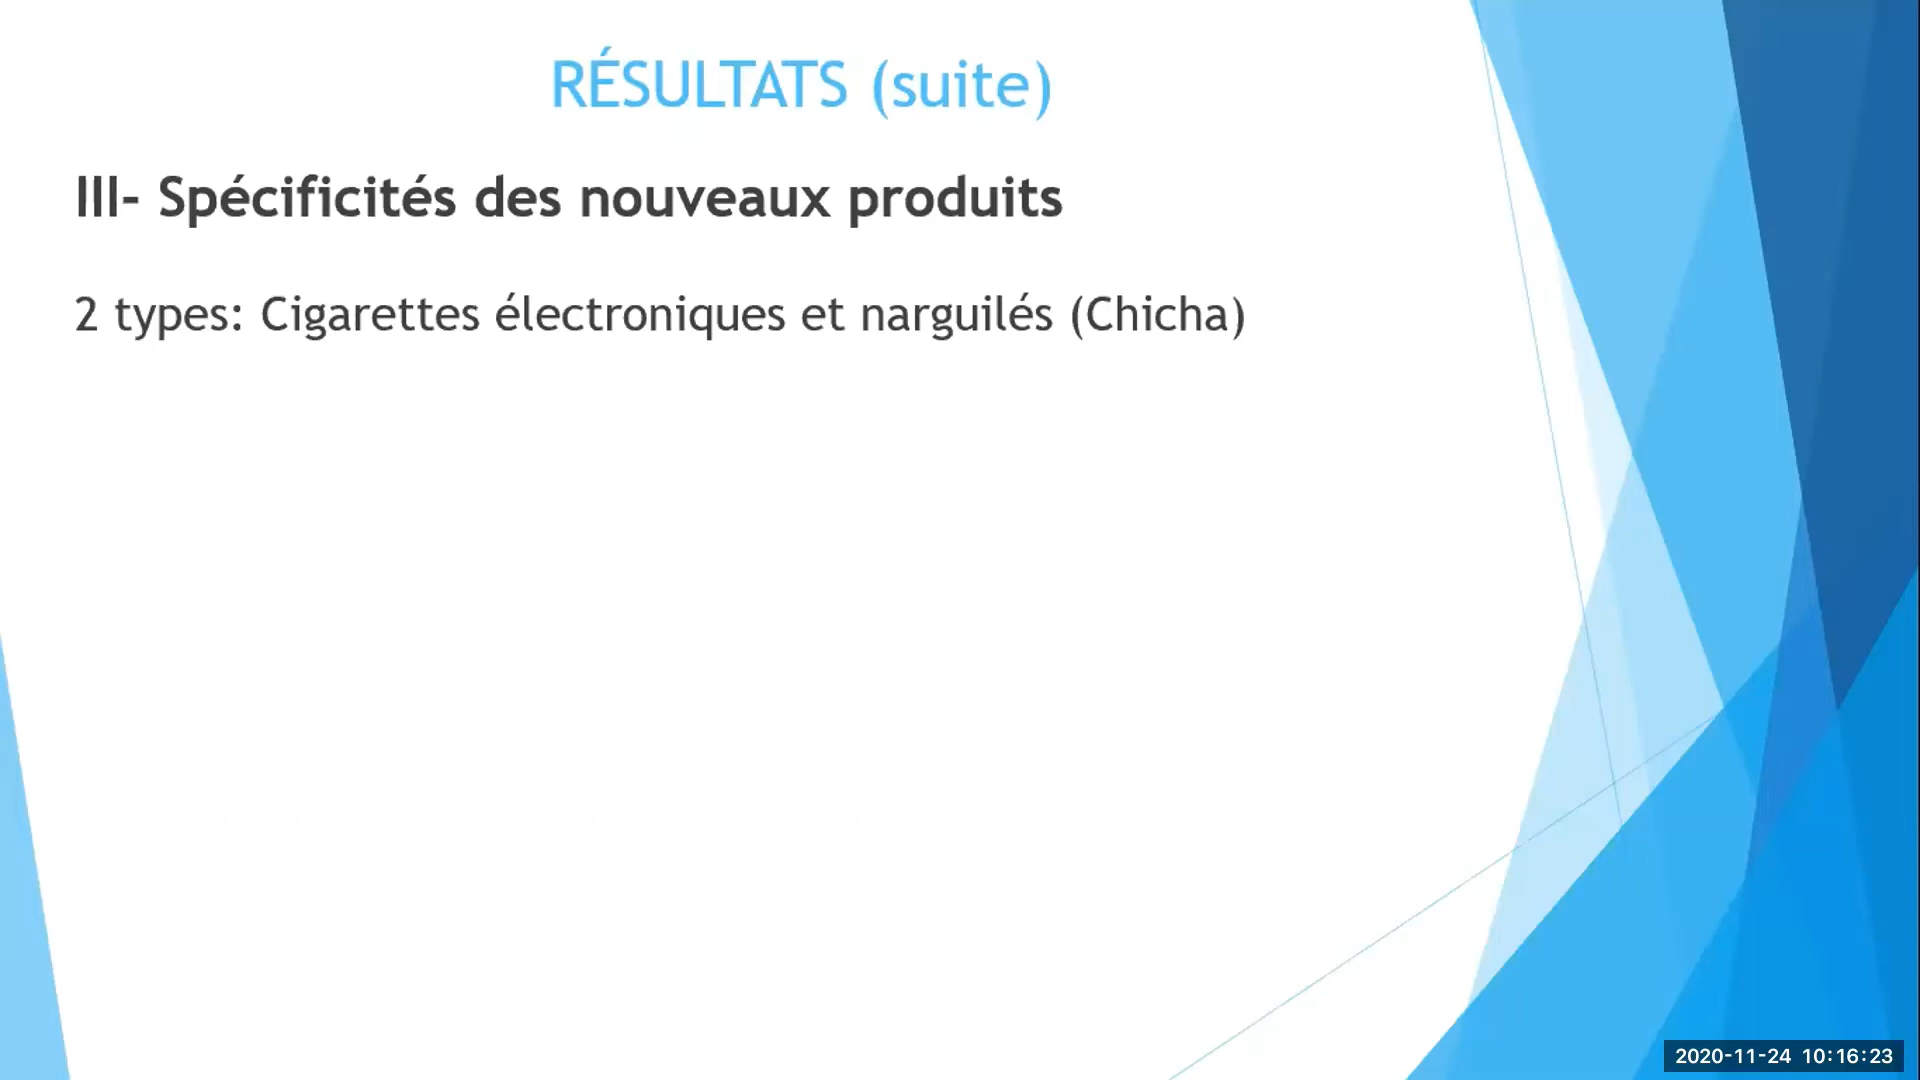 RÉSULTATS (suite)
III- Spécificités des nouveaux produits
2 types: Cigarettes électroniques et narguilés (Chicha)
2020-11-24 10:16:23